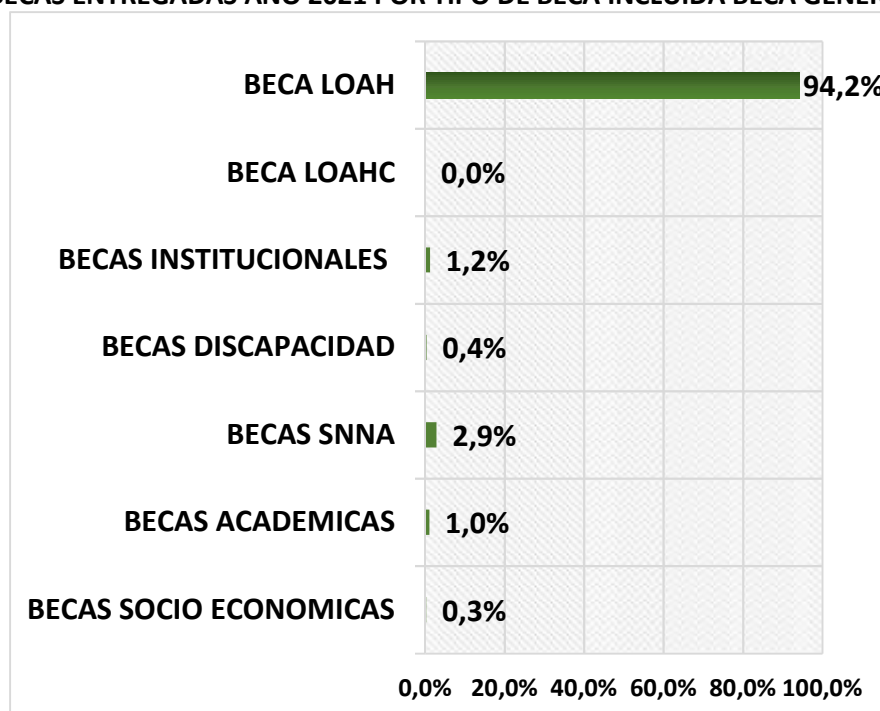 BECAS ENTREGADAS AÑO 2021 POR TIPO DE BECA INCLUIDA BECA
BECA LOAH 94,2%
BECA LOAHC 0,0%
BECAS INSTITUCIONALES 1,2%
BECAS DISCAPACIDAD 0,4%
BECAS SNNA 2,9%
BECAS ACADEMICAS 1,0%
BECAS SOCIO ECONOMICAS 0,3%
0,0% 20,0% 40,0% 60,0% 80,0% 100,0%